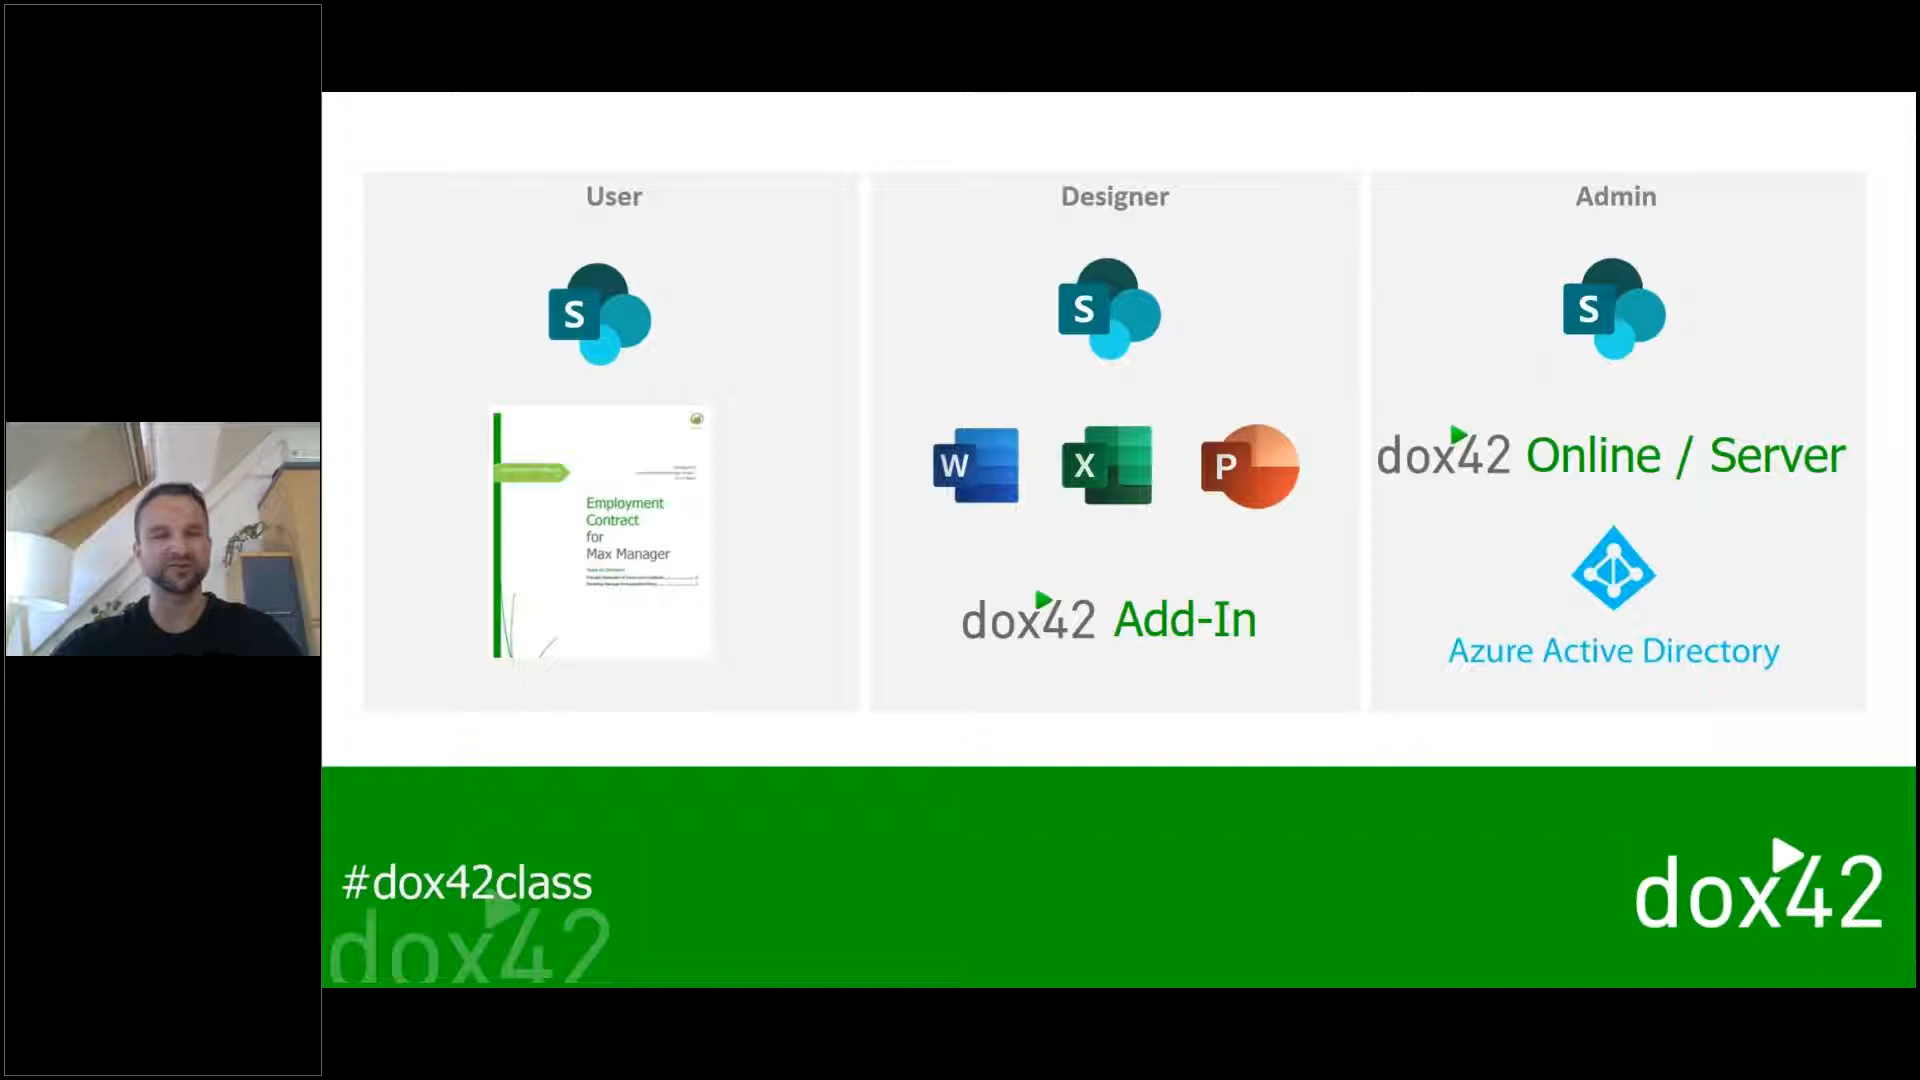 User
S
Employment
Contract
for
Max Manager
Designer
S
W X P
dox42 Add-In
Admin
S
dox42 Online / Server
Azure Active Directory
#dox42class
dox42
dox42